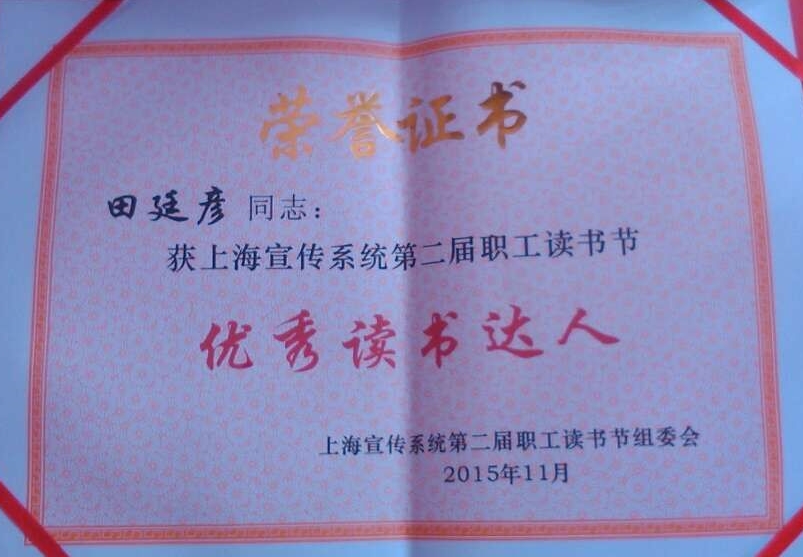 荣誉证书
田廷彦 同志：
获上海宣传系统第二届职工读书节
优秀读书达人
上海宣传系统第二届职工读书节组委会
2015年11月